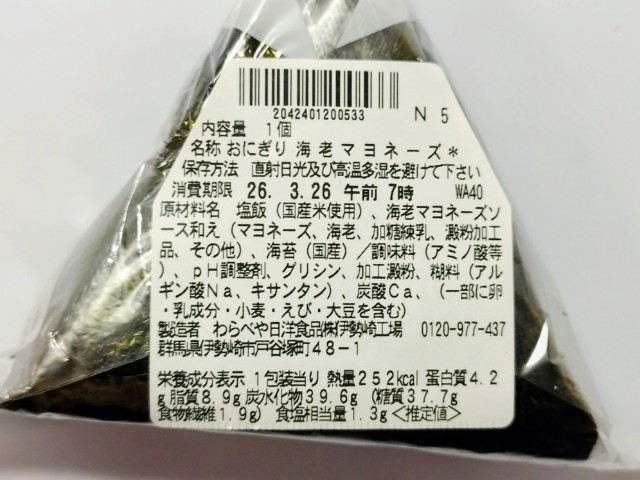 2042401200533
N 5
内容量 1個
名称 おにぎり 海老マヨネーズ*
保存方法 直射日光及び高温多湿を避けて下さい
消費期限 26. 3.26 午前 7時 WA40
原材料名 塩飯（国産米使用）、海老マヨネーズソ
ース和え（マヨネーズ、海老、加糖練乳、澱粉加工
品、その他）、海苔（国産）／調味料（アミノ酸等
）、pH調整剤、グリシン、加工澱粉、糊料（アル
ギン酸Na、キサンタン）、炭酸Ca、（一部に卵
・乳成分・小麦・えび・大豆を含む）
製造者 わらべや日洋食品㈱伊勢崎工場 0120-977-437
群馬県伊勢崎市戸谷塚町48-1
栄養成分表示 1包装当り 熱量252kcal 蛋白質4.2
g 脂質8.9g 炭水化物39.6g（糖質37.7g
食物繊維1.9g）食塩相当量1.3g<推定値>